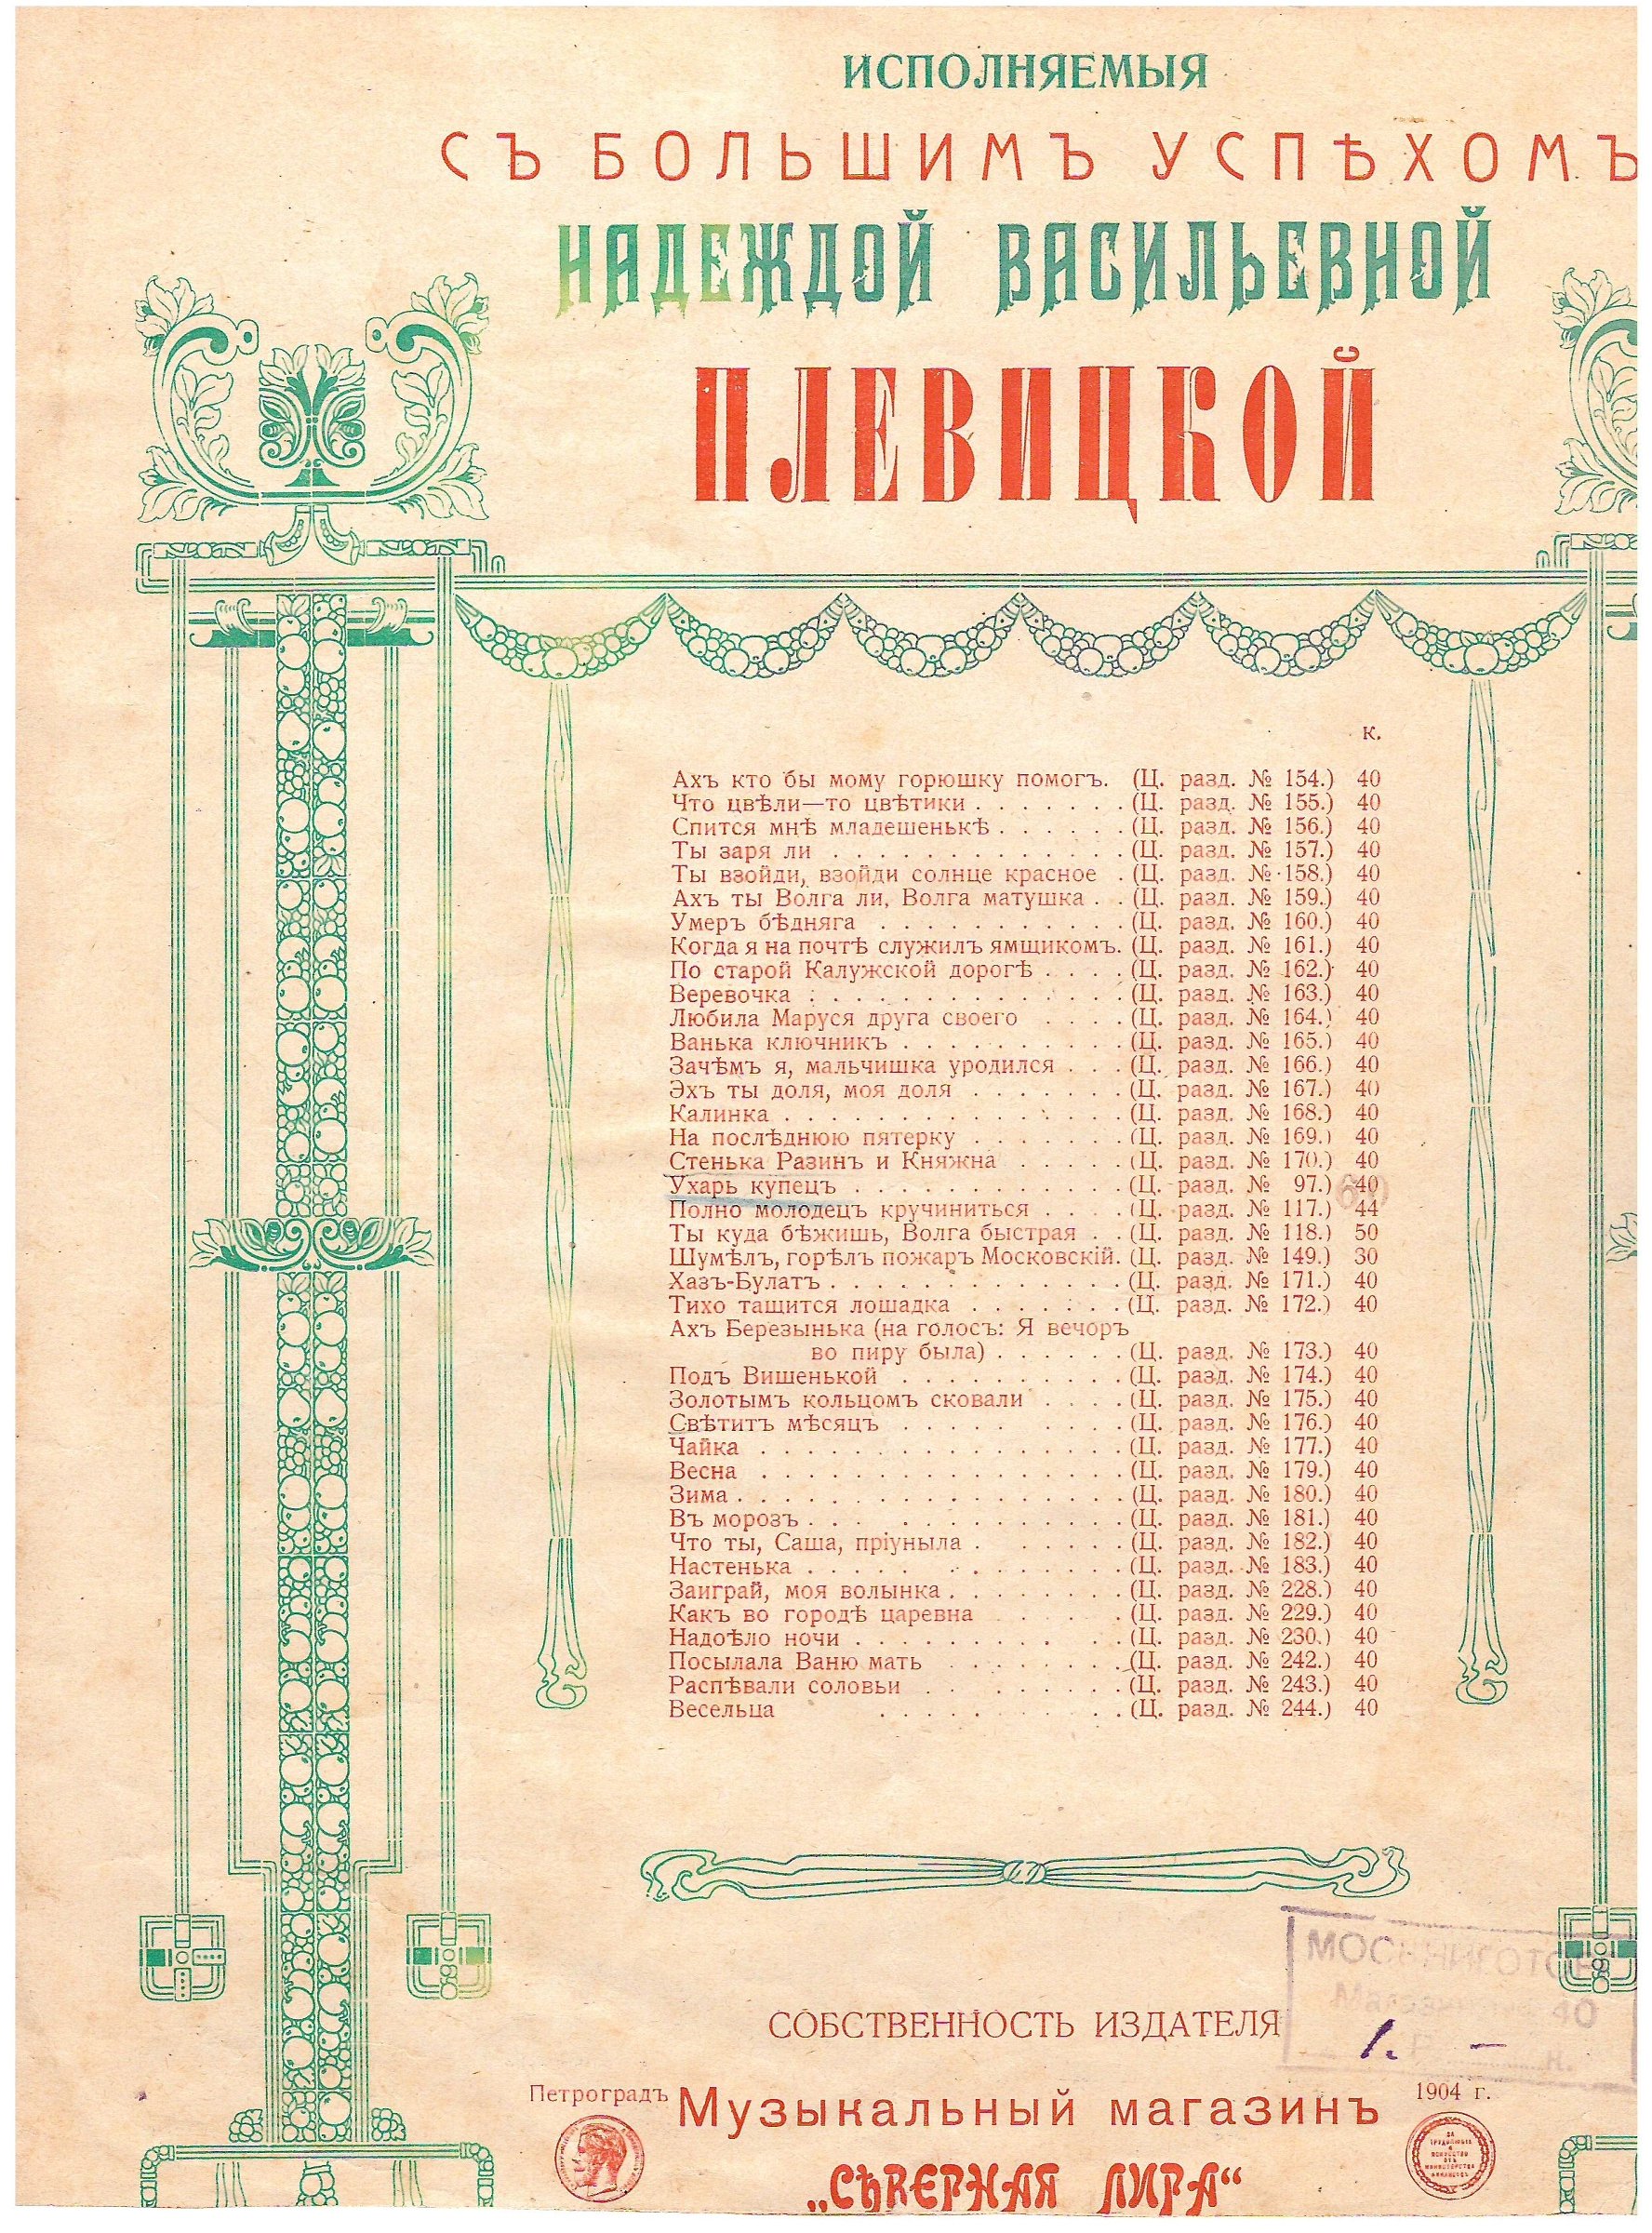 ИСПОЛНЯЕМЫЯ
СЪ БОЛЬШИМЪ УСПѢХОМЪ
НАДЕЖДОЙ ВАСИЛЬЕВНОЙ
ПЛЕВИЦКОЙ
К.
Ахъ кто бы мому горюшку помогъ. (Ц. разд. № 154.) 40
Что цвѣли—то цвѣтики . . . . . . . (Ц. разд. № 155.) 40
Спится мнѣ младешенькѣ . . . . . . (Ц. разд. № 156.) 40
Ты заря ли . . . . . . . . . . . . . (Ц. разд. № 157.) 40
Ты взойди, взойди солнце красное . (Ц. разд. № 158.) 40
Ахъ ты Волга ли, Волга матушка . . (Ц. разд. № 159.) 40
Умеръ бѣдняга . . . . . . . . . . . (Ц. разд. № 160.) 40
Когда я на почтѣ служилъ ямщикомъ. (Ц. разд. № 161.) 40
По старой Калужской дорогѣ . . . . (Ц. разд. № 162.) 40
Веревочка . . . . . . . . . . . . . . (Ц. разд. № 163.) 40
Любила Маруся друга своего . . . . (Ц. разд. № 164.) 40
Ванька ключникъ . . . . . . . . . . (Ц. разд. № 165.) 40
Зачѣмъ я, мальчишка уродился . . . (Ц. разд. № 166.) 40
Эхъ ты доля, моя доля . . . . . . . (Ц. разд. № 167.) 40
Калинка . . . . . . . . . . . . . . . (Ц. разд. № 168.) 40
На послѣднюю пятерку . . . . . . . (Ц. разд. № 169.) 40
Стенька Разинъ и Княжна . . . . . (Ц. разд. № 170.) 40
Ухарь купецъ . . . . . . . . . . . . (Ц. разд. № 97.) 40
Полно молодецъ кручиниться . . . . (Ц. разд. № 117.) 44
Ты куда бѣжишь, Волга быстрая . . (Ц. разд. № 118.) 50
Шумѣлъ, горѣлъ пожаръ Московскій. (Ц. разд. № 149.) 30
Хазъ-Булатъ . . . . . . . . . . . . . (Ц. разд. № 171.) 40
Тихо тащится лошадка . . . . . . . (Ц. разд. № 172.) 40
Ахъ Березынька (на голосъ: Я вечоръ
во пиру была) . . . . . . (Ц. разд. № 173.) 40
Подъ Вишенькой . . . . . . . . . . (Ц. разд. № 174.) 40
Золотымъ кольцомъ сковали . . . . (Ц. разд. № 175.) 40
Свѣтитъ мѣсяцъ . . . . . . . . . . (Ц. разд. № 176.) 40
Чайка . . . . . . . . . . . . . . . . (Ц. разд. № 177.) 40
Весна . . . . . . . . . . . . . . . . (Ц. разд. № 179.) 40
Зима . . . . . . . . . . . . . . . . . (Ц. разд. № 180.) 40
Въ морозъ . . . . . . . . . . . . . (Ц. разд. № 181.) 40
Что ты, Саша, пріуныла . . . . . . . (Ц. разд. № 182.) 40
Настенька . . . . . . . . . . . . . (Ц. разд. № 183.) 40
Заиграй, моя волынка . . . . . . . . (Ц. разд. № 228.) 40
Какъ во городѣ царевна . . . . . (Ц. разд. № 229.) 40
Надоѣло ночи . . . . . . . . . . . (Ц. разд. № 230.) 40
Посылала Ваню мать . . . . . . . . (Ц. разд. № 242.) 40
Распѣвали соловьи . . . . . . . . . (Ц. разд. № 243.) 40
Весельца . . . . . . . . . . (Ц. разд. № 244.) 40
40
СОБСТВЕННОСТЬ ИЗДАТЕЛЯ
1. —
к.
Петроградъ Музыкальный магазинъ 1904 г.
„СѢВЕРНАЯ ЛИРА“
ЗА
ТРУДОЛЮБІЕ
И
ИСКУССТВО
ОТЪ
МИНИСТЕРСТВА
ФИНАНСОВЪ